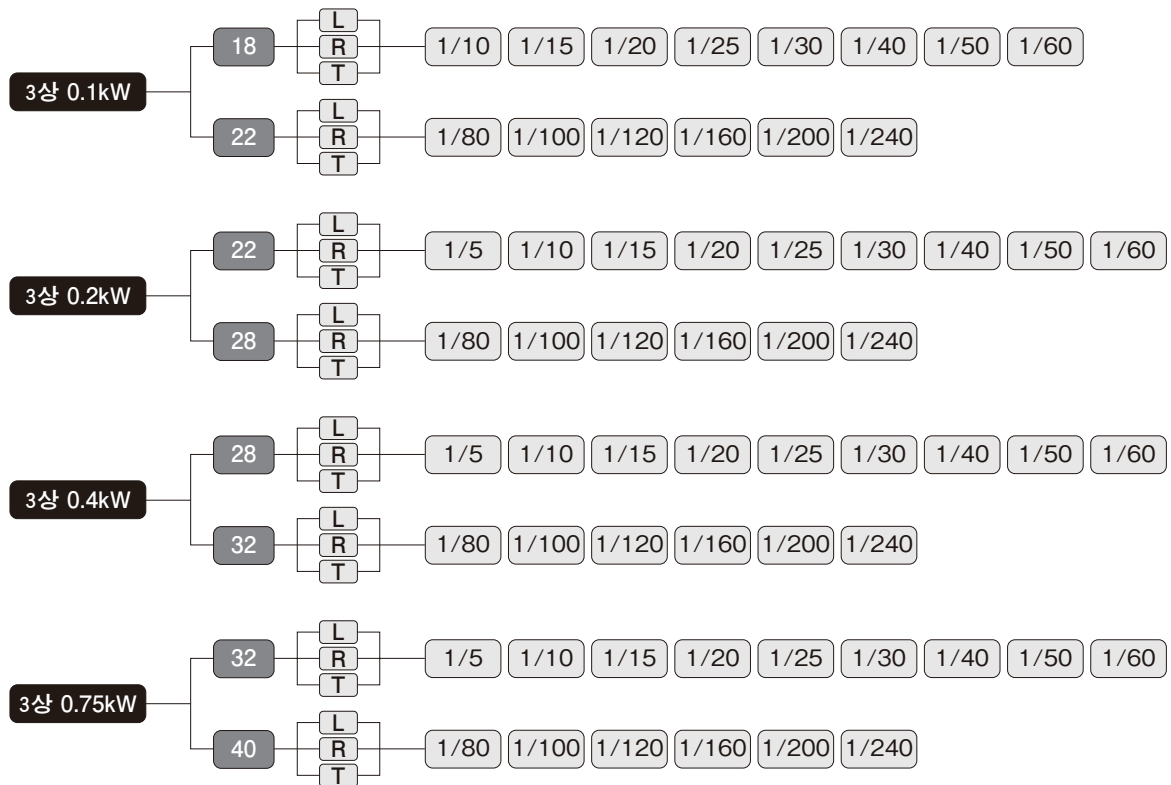 L
18 R 1/10 1/15 1/20 1/25 1/30 1/40 1/50 1/60
T
3상 0.1kW
L
22 R 1/80 1/100 1/120 1/160 1/200 1/240
T
L
22 R 1/5 1/10 1/15 1/20 1/25 1/30 1/40 1/50 1/60
T
3상 0.2kW
L
28 R 1/80 1/100 1/120 1/160 1/200 1/240
T
L
28 R 1/5 1/10 1/15 1/20 1/25 1/30 1/40 1/50 1/60
T
3상 0.4kW
L
32 R 1/80 1/100 1/120 1/160 1/200 1/240
T
L
32 R 1/5 1/10 1/15 1/20 1/25 1/30 1/40 1/50 1/60
T
3상 0.75kW
L
40 R 1/80 1/100 1/120 1/160 1/200 1/240
T